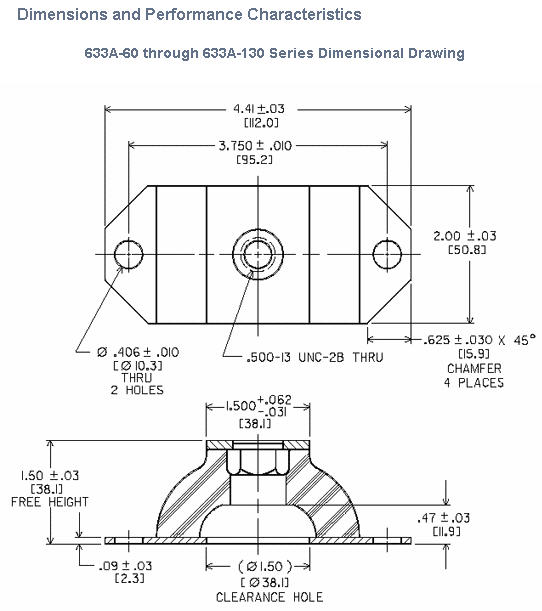 Dimensions and Performance Characteristics
633A-60 through 633A-130 Series Dimensional Drawing
4.41 ±.03
[112.0]
3.750 ± .010
[95.2]
2.00 ±.03
[50.8]
.625 ±.030 X 45°
[15.9]
CHAMFER
4 PLACES
Ø .406 ± .010
[Ø 10.3]
THRU
2 HOLES
.500-13 UNC-2B THRU
1.500 +.062
-.031
[38.1]
1.50 ±.03
[38.1]
FREE HEIGHT
.47 ±.03
[11.9]
.09 ±.03
[2.3]
(Ø 1.50)
[Ø 38.1]
CLEARANCE HOLE